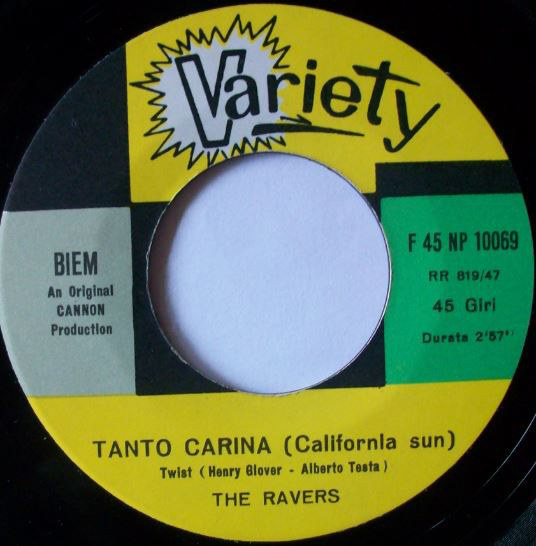 Variety
BIEM
An Original
CANNON
Production
F 45 NP 10069
RR 819/47
45 Giri
Durata 2'57"
TANTO CARINA (California sun)
Twist (Henry Glover - Alberto Testa)
THE RAVERS